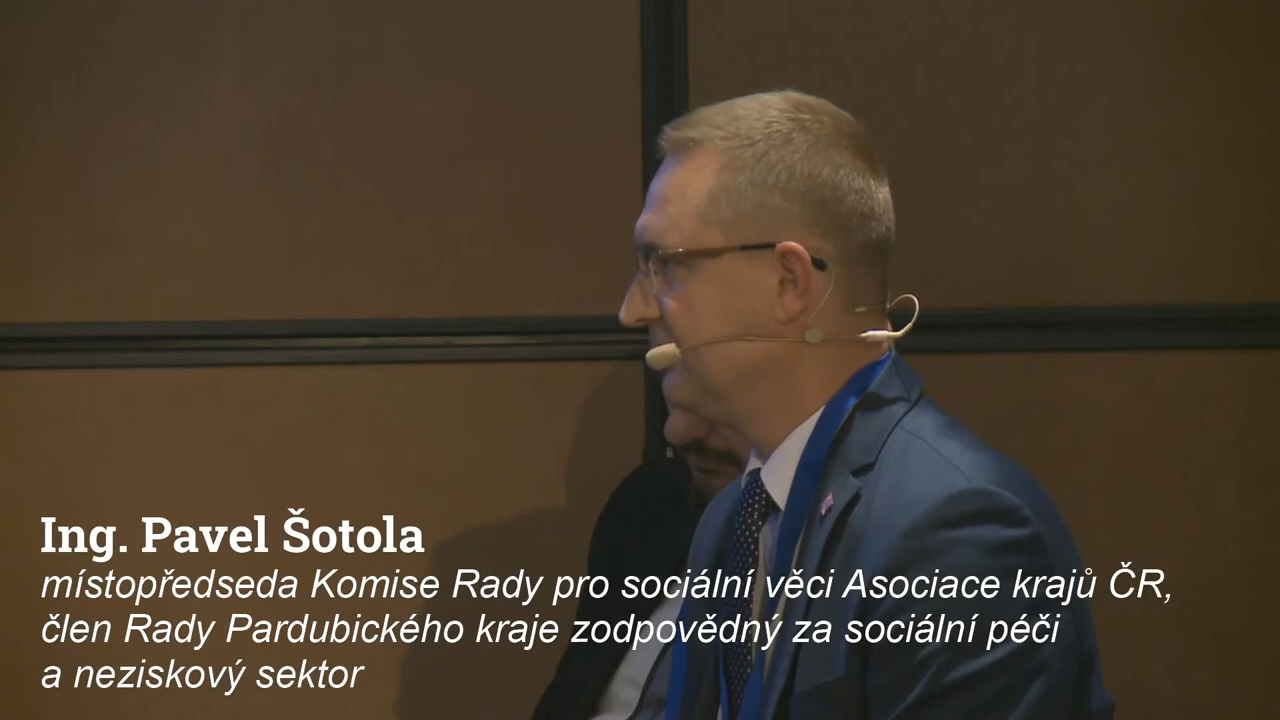 Ing. Pavel Šotola
místopředseda Komise Rady pro sociální věci Asociace krajů ČR,
člen Rady Pardubického kraje zodpovědný za sociální péči
a neziskový sektor